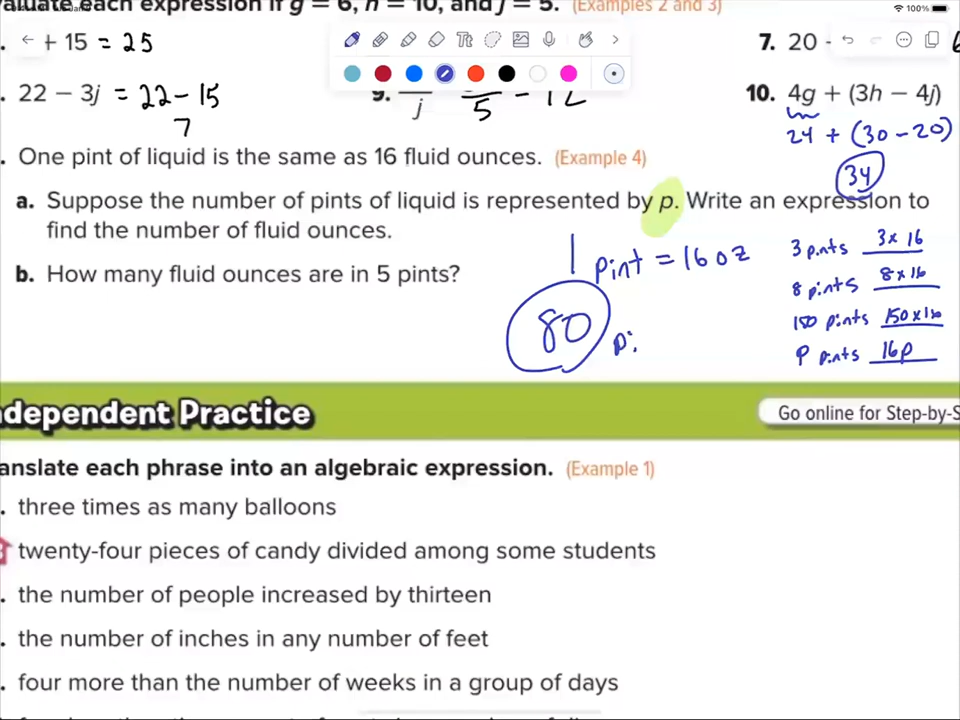 aluate each expression if g = 6, h = 10, and j = 5. (Examples 2 and 3)
100%
. + 15 = 25
7. 20 -
. 22 − 3j = 22 - 15
7
9. j 5 - 12
10. 4g + (3h − 4j)
24 + (30 - 20)
34
. One pint of liquid is the same as 16 fluid ounces. (Example 4)
a. Suppose the number of pints of liquid is represented by p. Write an expression to
find the number of fluid ounces.
1 pint = 16 oz
3 pints 3 x 16
b. How many fluid ounces are in 5 pints?
8 pints 8 x 16
150 pints 150 x 16
80 pi
p pints 16p
dependent Practice
Go online for Step-by-S
anslate each phrase into an algebraic expression. (Example 1)
. three times as many balloons
twenty-four pieces of candy divided among some students
. the number of people increased by thirteen
. the number of inches in any number of feet
. four more than the number of weeks in a group of days